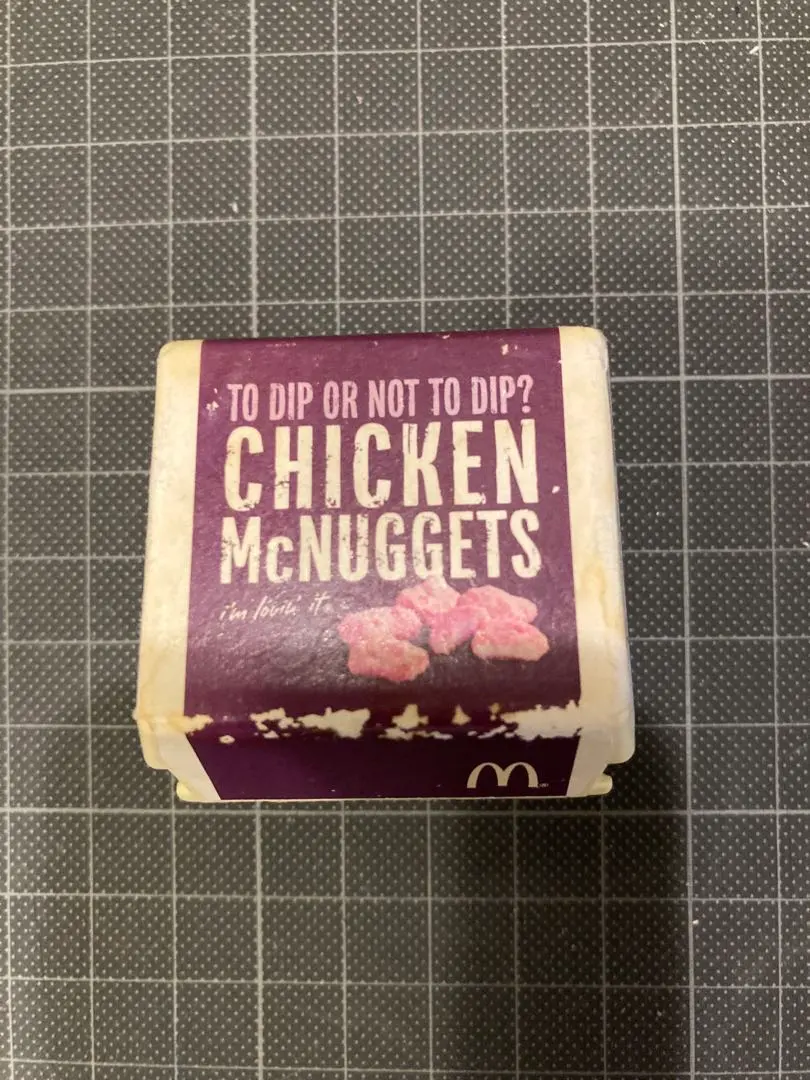 TO DIP OR NOT TO DIP?
CHICKEN
McNUGGETS
i'm lovin' it